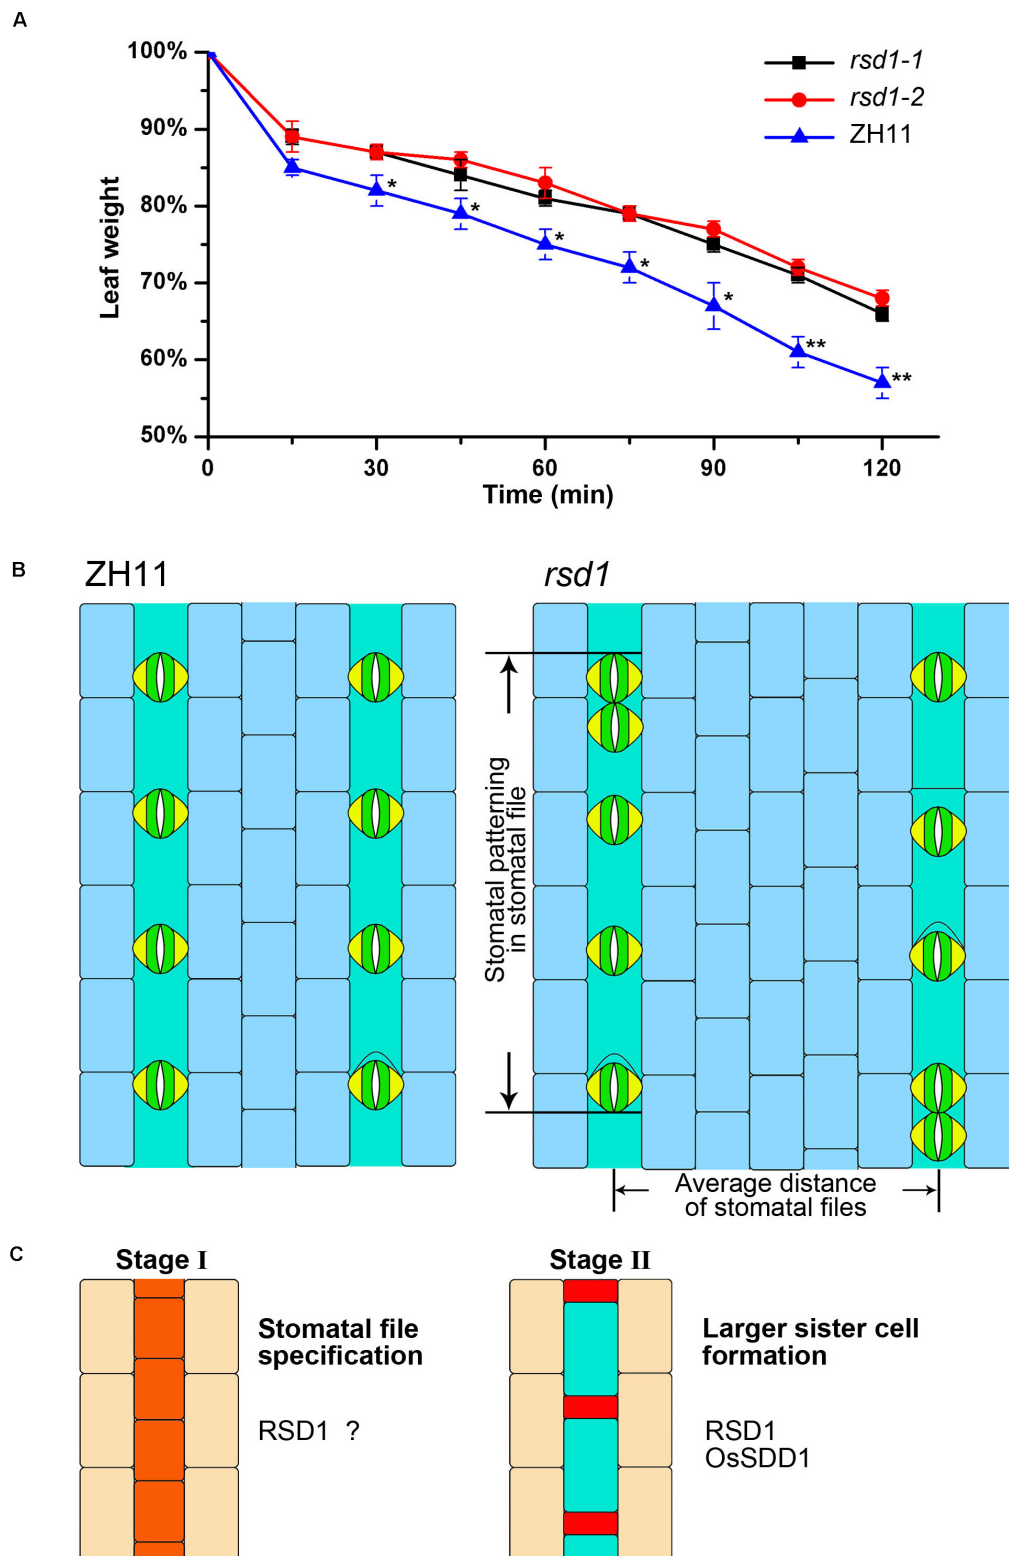 A
100%
90%
80%
70%
60%
50%
Leaf weight
0
30
60
90
120
Time (min)
rsd1-1
rsd1-2
ZH11
*
*
*
*
*
**
**
B
ZH11
rsd1
Stomatal patterning
in stomatal file
Average distance
of stomatal files
C
Stage I
Stomatal file
specification
RSD1 ?
Stage II
Larger sister cell
formation
RSD1
OsSDD1